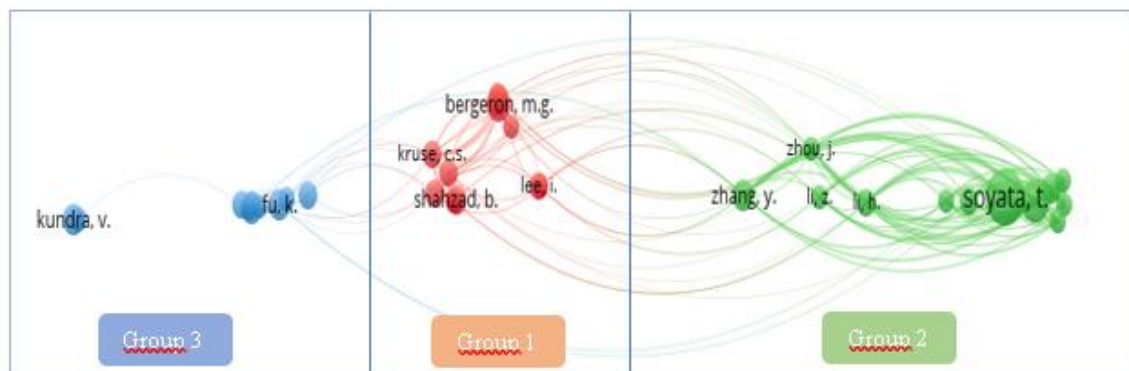 kundra, v.
fu, k.
Group 3
bergeron, m.g.
kruse, c.s.
shahzad, b.
lee, i.
Group 1
zhou, j.
zhang, y.
li, z.
li, h.
soyata, t.
Group 2